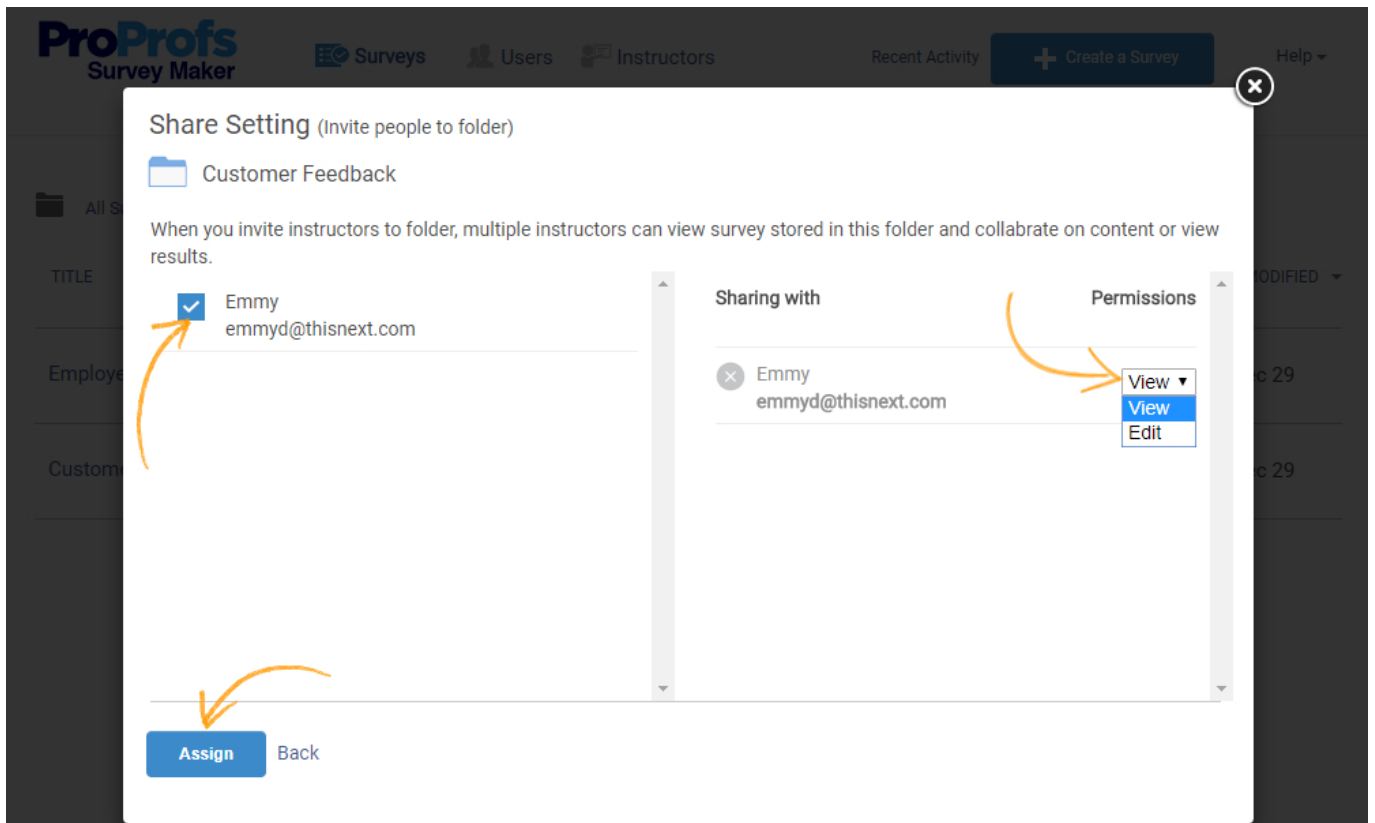 ProProfs
Survey Maker
Surveys
Users
Instructors
Recent Activity
Create a Survey
Help
Share Setting (Invite people to folder)
Customer Feedback
All
When you invite instructors to folder, multiple instructors can view survey stored in this folder and collabrate on content or view
results.
TITLE
Emmy
emmyd@thisnext.com
Sharing with
Permissions
Emmy
emmyd@thisnext.com
View
View
Edit
29
29
Assign
Back